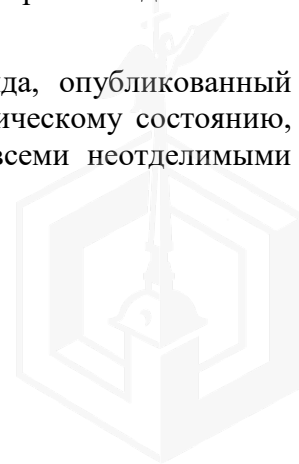 да, опубликованный
ическому состоянию,
всеми неотделимыми